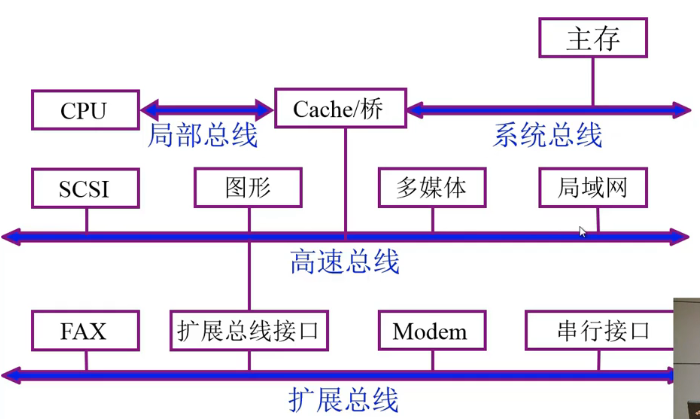 主存
CPU
Cache/桥
局部总线
系统总线
SCSI
图形
多媒体
局域网
高速总线
FAX
扩展总线接口
Modem
串行接口
扩展总线